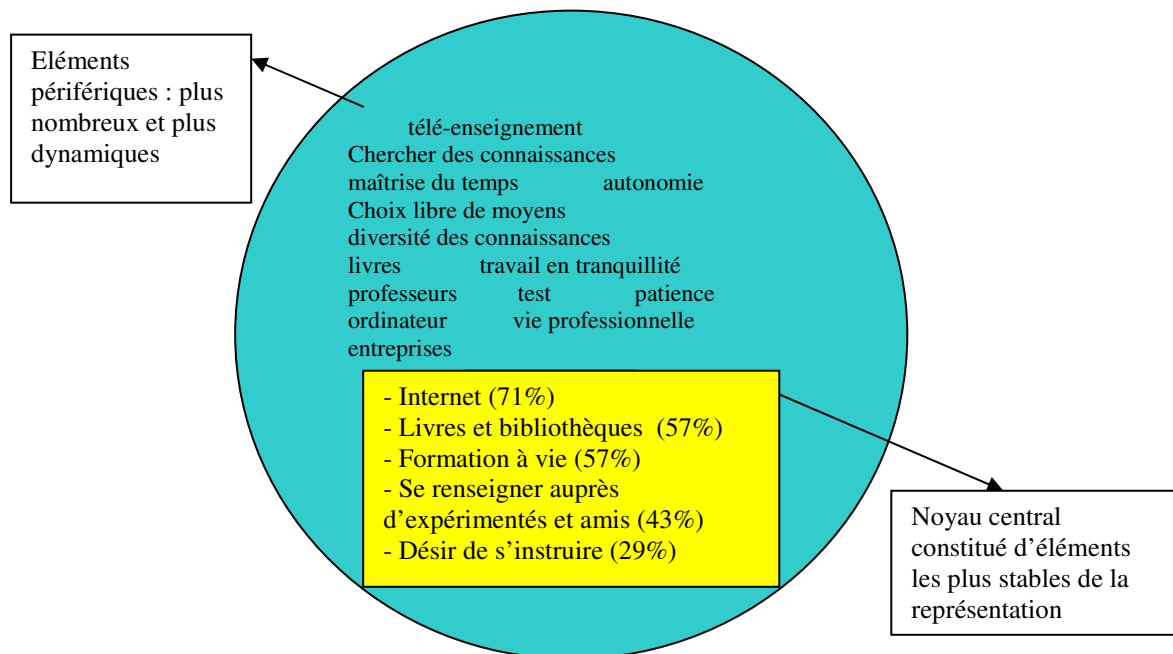 Eléments
périfériques : plus
nombreux et plus
dynamiques
télé-enseignement
Chercher des connaissances
maîtrise du temps autonomie
Choix libre de moyens
diversité des connaissances
livres travail en tranquillité
professeurs test patience
ordinateur vie professionnelle
entreprises
- Internet (71%)
- Livres et bibliothèques (57%)
- Formation à vie (57%)
- Se renseigner auprès
d’expérimentés et amis (43%)
- Désir de s’instruire (29%)
Noyau central
constitué d’éléments
les plus stables de la
représentation